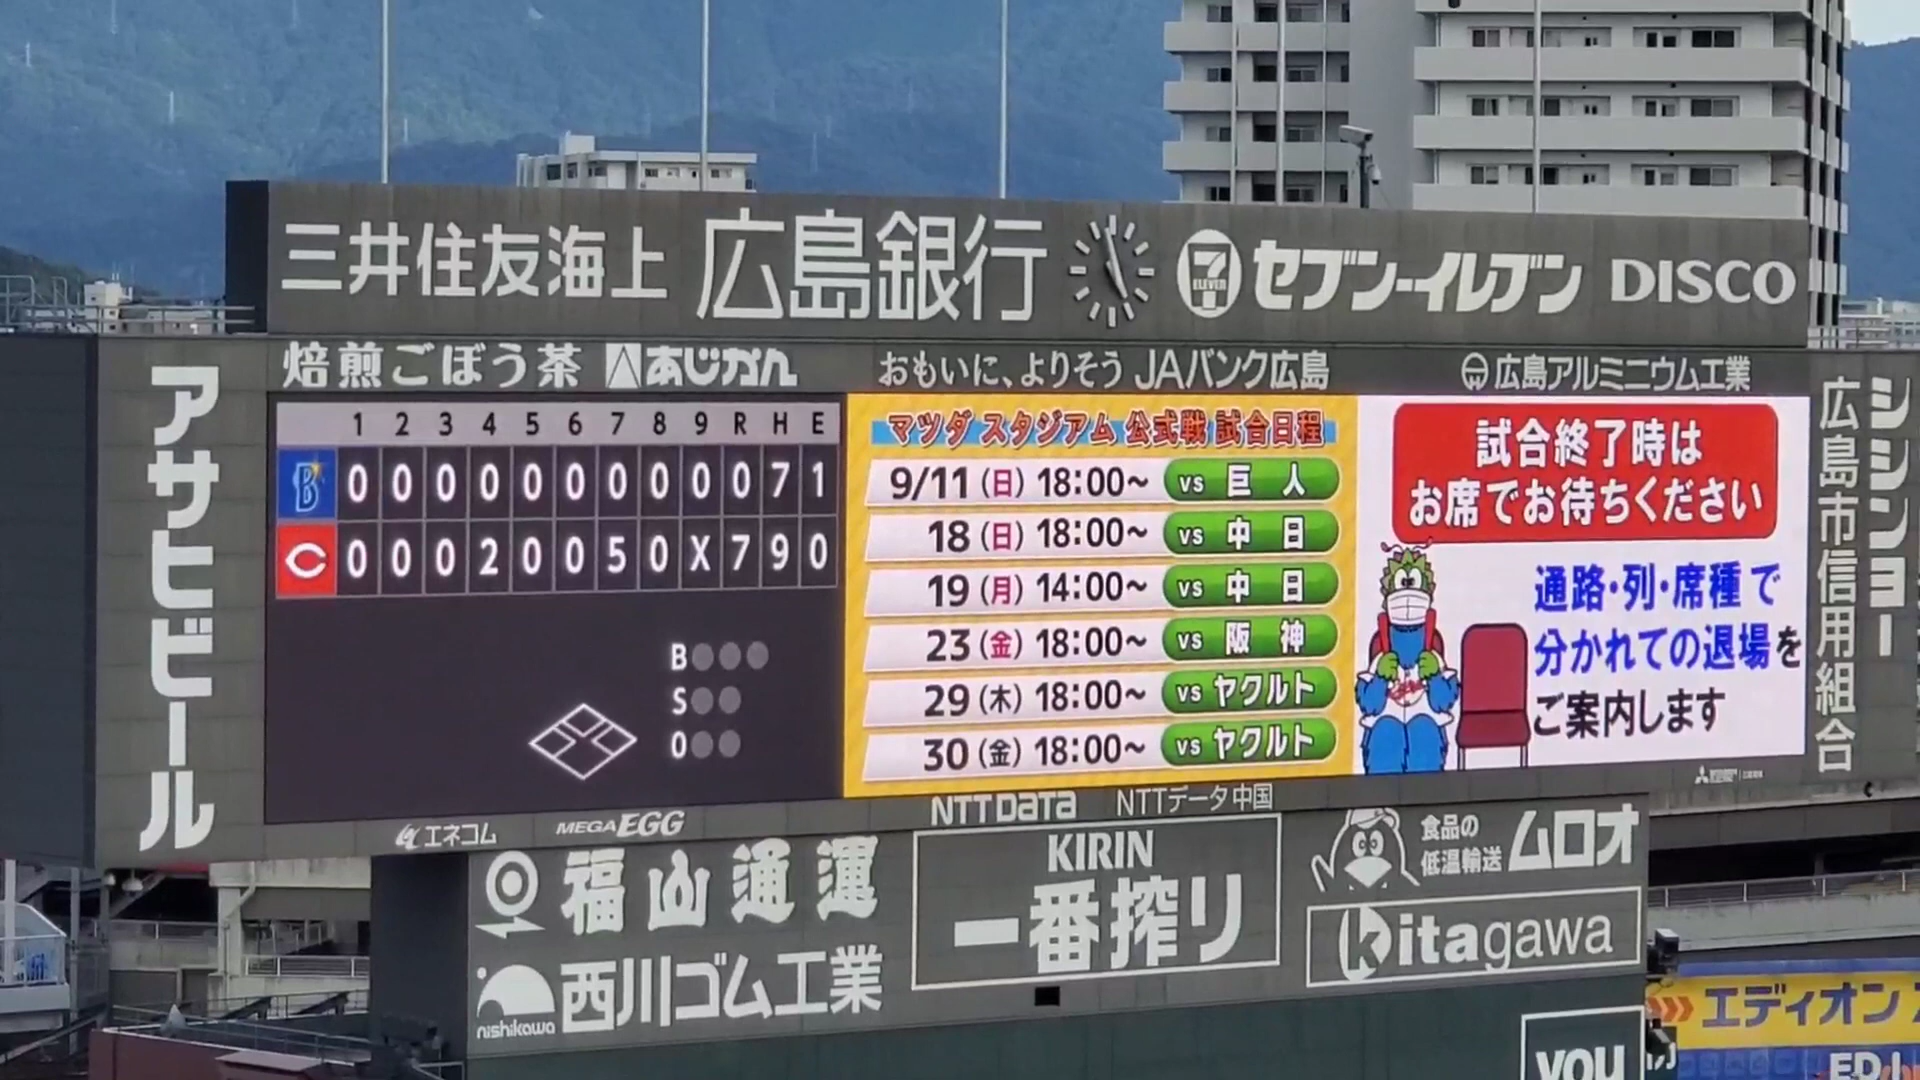 三井住友海上 広島銀行 7 ELEVEN セブン-イレブン DISCO
焙煎ごぼう茶 あじかん おもいに、よりそう JAバンク広島 広島アルミニウム工業
アサヒビール
1 2 3 4 5 6 7 8 9 R H E
B 0 0 0 0 0 0 0 0 0 0 7 1
C 0 0 0 2 0 0 5 0 X 7 9 0
B
S
O
マツダ スタジアム 公式戦 試合日程
9/11 (日) 18:00~ vs 巨人
18 (日) 18:00~ vs 中日
19 (月) 14:00~ vs 中日
23 (金) 18:00~ vs 阪神
29 (木) 18:00~ vs ヤクルト
30 (金) 18:00~ vs ヤクルト
試合終了時は
お席でお待ちください
通路・列・席種で
分かれての退場を
ご案内します
シシンヨー
広島市信用組合
エネコム MEGA EGG NTT DATA NTTデータ中国
福山通運
nishikawa 西川ゴム工業
KIRIN
一番搾り
食品の
低温輸送 ムロオ
kitagawa
エディオン
EDI
you